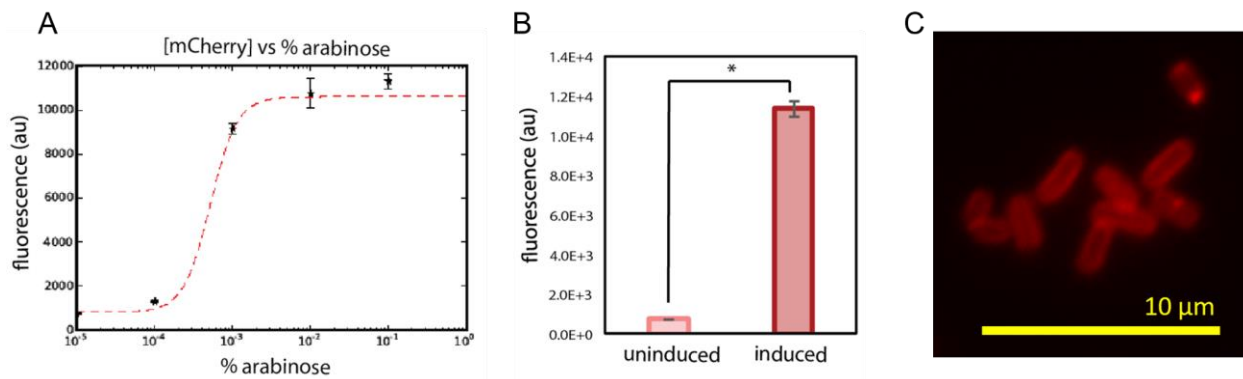 A
[mCherry] vs % arabinose
12000
10000
8000
6000
4000
2000
0
fluorescence (au)
10⁻⁵ 10⁻⁴ 10⁻³ 10⁻² 10⁻¹ 10⁰
% arabinose
B
1.4E+4
1.2E+4
1.0E+4
8.0E+3
6.0E+3
4.0E+3
2.0E+3
0.0E+0
fluorescence (au)
*
uninduced induced
C
10 μm